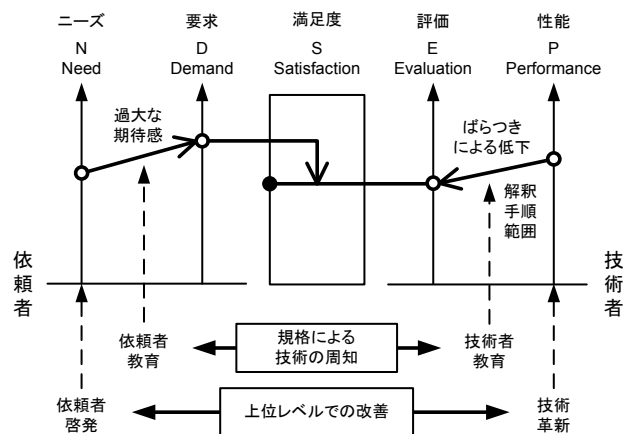 ニーズ 要求 満足度 評価 性能
N D S E P
Need Demand Satisfaction Evaluation Performance
過大な
期待感
ばらつき
による低下
解釈
手順
範囲
依頼者
技術者
依頼者
教育
規格による
技術の周知
技術者
教育
依頼者
啓発
上位レベルでの改善
技術
革新